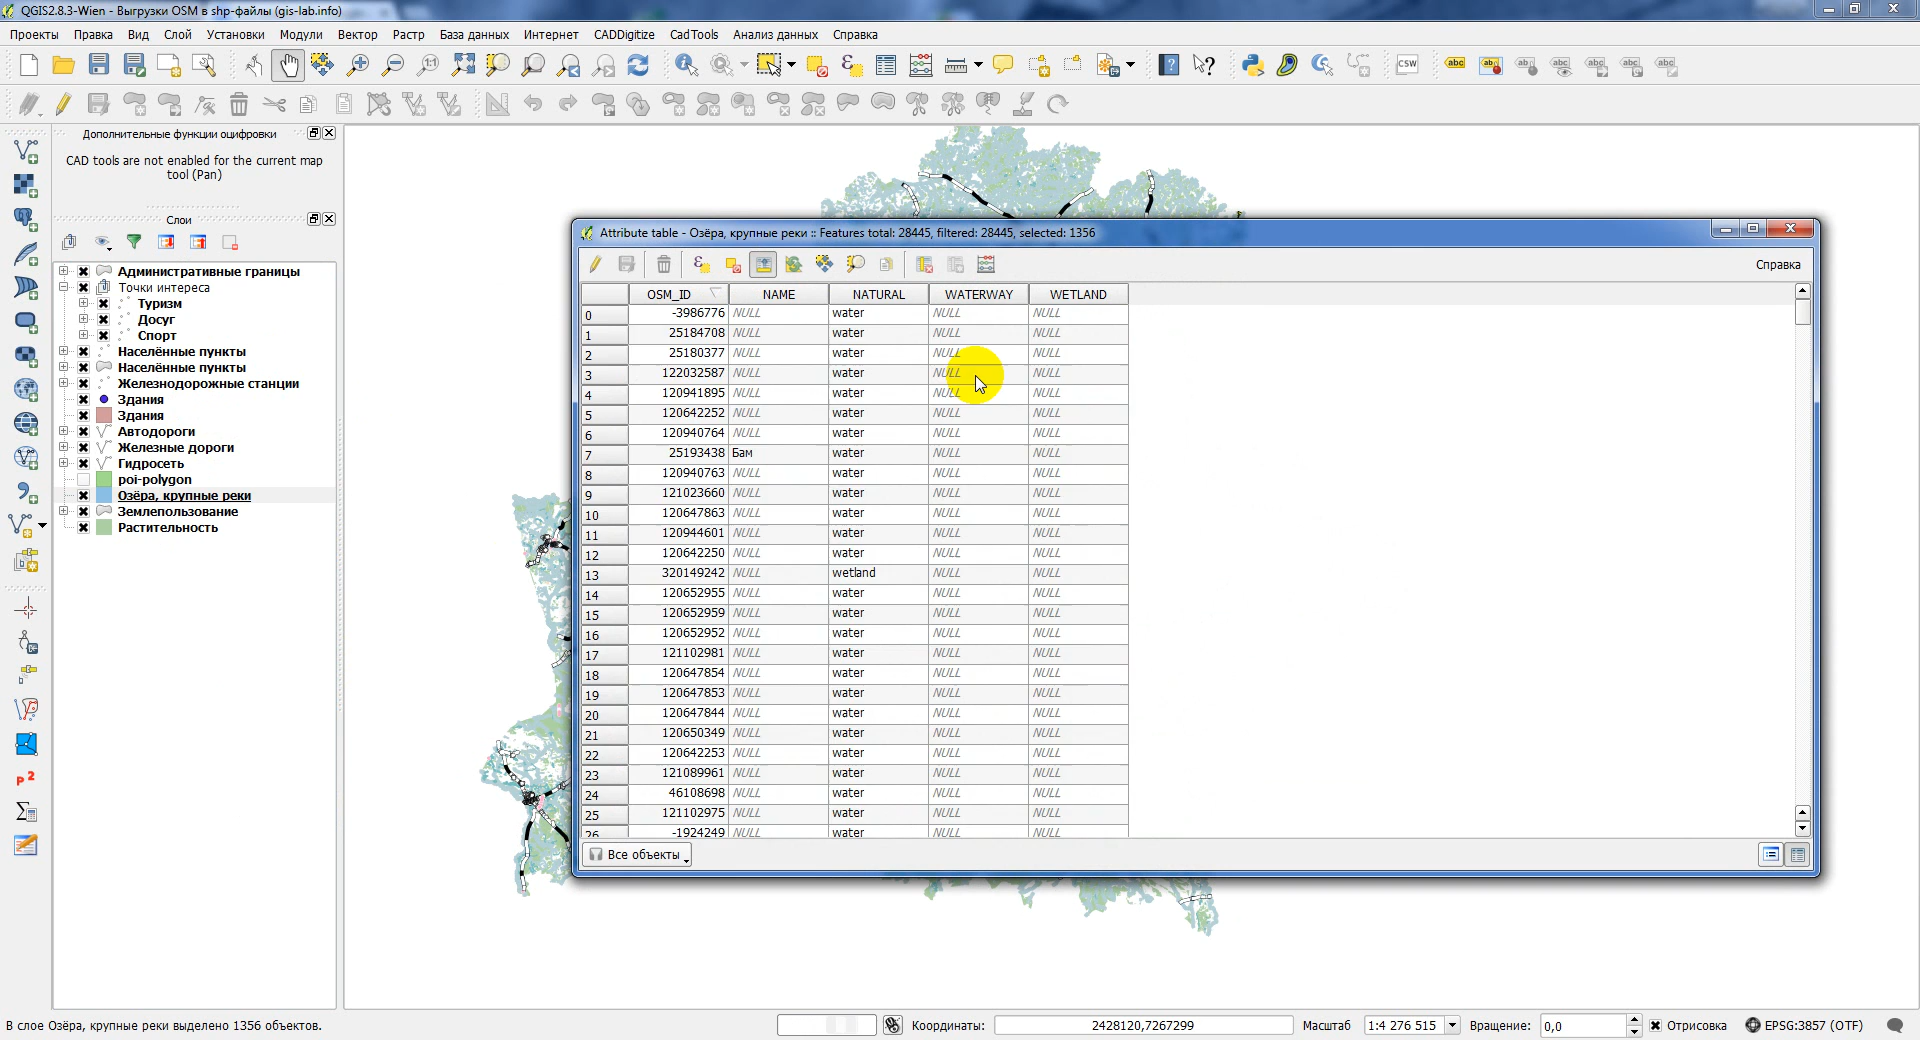 QGIS2.8.3-Wien - Выгрузки OSM в shp-файлы (gis-lab.info)
Проекты Правка Вид Слой Установки Модули Вектор Растр База данных Интернет CADDigitize CadTools Анализ данных Справка
CSW abc abc abc abc abc abc abc
Дополнительные функции оцифровки
CAD tools are not enabled for the current map
tool (Pan)
Слои
Административные границы
Точки интереса
Туризм
Досуг
Спорт
Населённые пункты
Населённые пункты
Железнодорожные станции
Здания
Здания
Автодороги
Железные дороги
Гидросеть
poi-polygon
Озёра, крупные реки
Землепользование
Растительность
Attribute table - Озёра, крупные реки :: Features total: 28445, filtered: 28445, selected: 1356
Справка
OSM_ID NAME NATURAL WATERWAY WETLAND
0 -3986776 NULL water NULL NULL
1 25184708 NULL water NULL NULL
2 25180377 NULL water NULL NULL
3 122032587 NULL water NULL NULL
4 120941895 NULL water NULL NULL
5 120642252 NULL water NULL NULL
6 120940764 NULL water NULL NULL
7 25193438 Бам water NULL NULL
8 120940763 NULL water NULL NULL
9 121023660 NULL water NULL NULL
10 120647863 NULL water NULL NULL
11 120944601 NULL water NULL NULL
12 120642250 NULL water NULL NULL
13 320149242 NULL wetland NULL NULL
14 120652955 NULL water NULL NULL
15 120652959 NULL water NULL NULL
16 120652952 NULL water NULL NULL
17 121102981 NULL water NULL NULL
18 120647854 NULL water NULL NULL
19 120647853 NULL water NULL NULL
20 120647844 NULL water NULL NULL
21 120650349 NULL water NULL NULL
22 120642253 NULL water NULL NULL
23 121089961 NULL water NULL NULL
24 46108698 NULL water NULL NULL
25 121102975 NULL water NULL NULL
26 -1924249 NULL water NULL NULL
Все объекты
В слое Озёра, крупные реки выделено 1356 объектов.
Координаты: 2428120,7267299 Масштаб 1:4 276 515 Вращение: 0,0 Отрисовка EPSG:3857 (OTF)